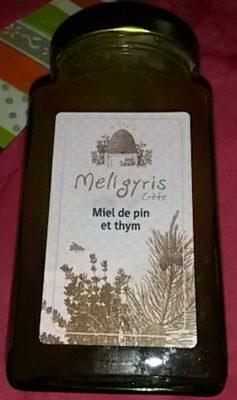 Meligyris
Crète
Miel de pin
et thym